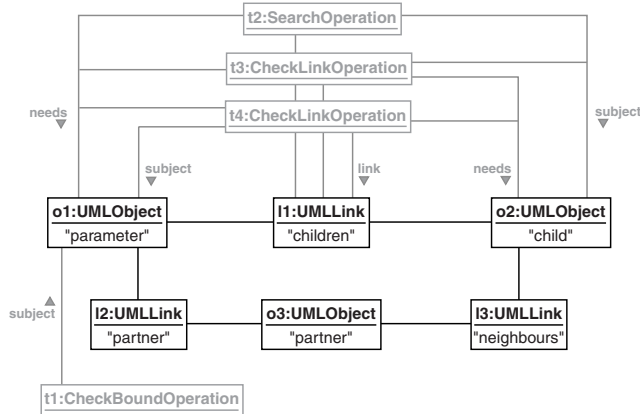 t2:SearchOperation
t3:CheckLinkOperation
needs
t4:CheckLinkOperation
subject
subject
link
needs
o1:UMLObject
"parameter"
l1:UMLLink
"children"
o2:UMLObject
"child"
subject
l2:UMLLink
"partner"
o3:UMLObject
"partner"
l3:UMLLink
"neighbours"
t1:CheckBoundOperation